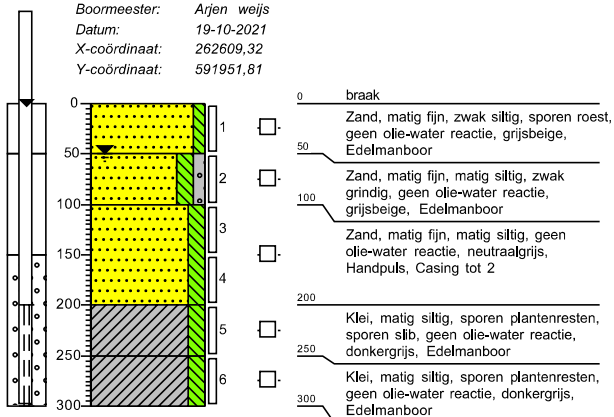 Boormeester: Arjen weijs
Datum: 19-10-2021
X-coördinaat: 262609,32
Y-coördinaat: 591951,81
0
50
100
150
200
250
300
1
2
3
4
5
6
0 braak
Zand, matig fijn, zwak siltig, sporen roest,
geen olie-water reactie, grijsbeige,
Edelmanboor
50
Zand, matig fijn, matig siltig, zwak
grindig, geen olie-water reactie,
grijsbeige, Edelmanboor
100
Zand, matig fijn, matig siltig, geen
olie-water reactie, neutraalgrijs,
Handpuls, Casing tot 2
200
Klei, matig siltig, sporen plantenresten,
sporen slib, geen olie-water reactie,
donkergrijs, Edelmanboor
250
Klei, matig siltig, sporen plantenresten,
geen olie-water reactie, donkergrijs,
Edelmanboor
300